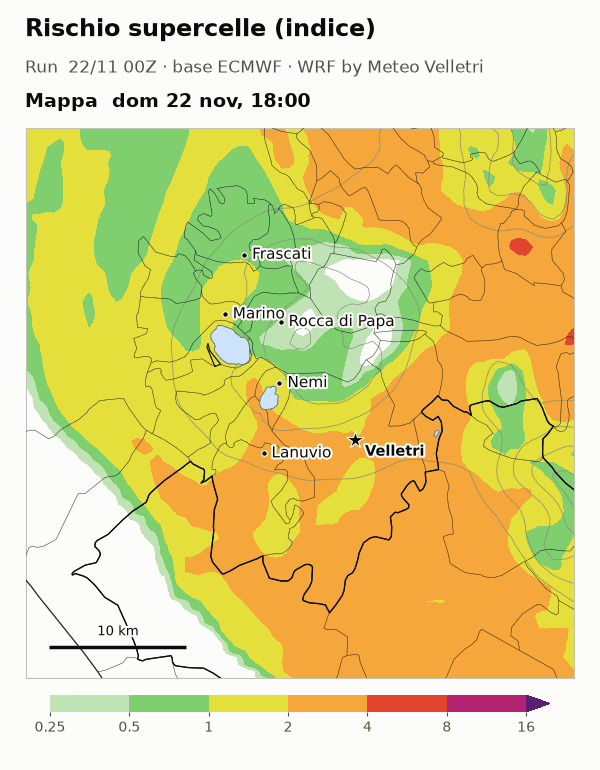 Rischio supercelle (indice)
Run  22/11 00Z · base ECMWF · WRF by Meteo Velletri
Mappa  dom 22 nov, 18:00
Frascati
Marino
Rocca di Papa
Nemi
Velletri
Lanuvio
10 km
0.25 0.5 1 2 4 8 16